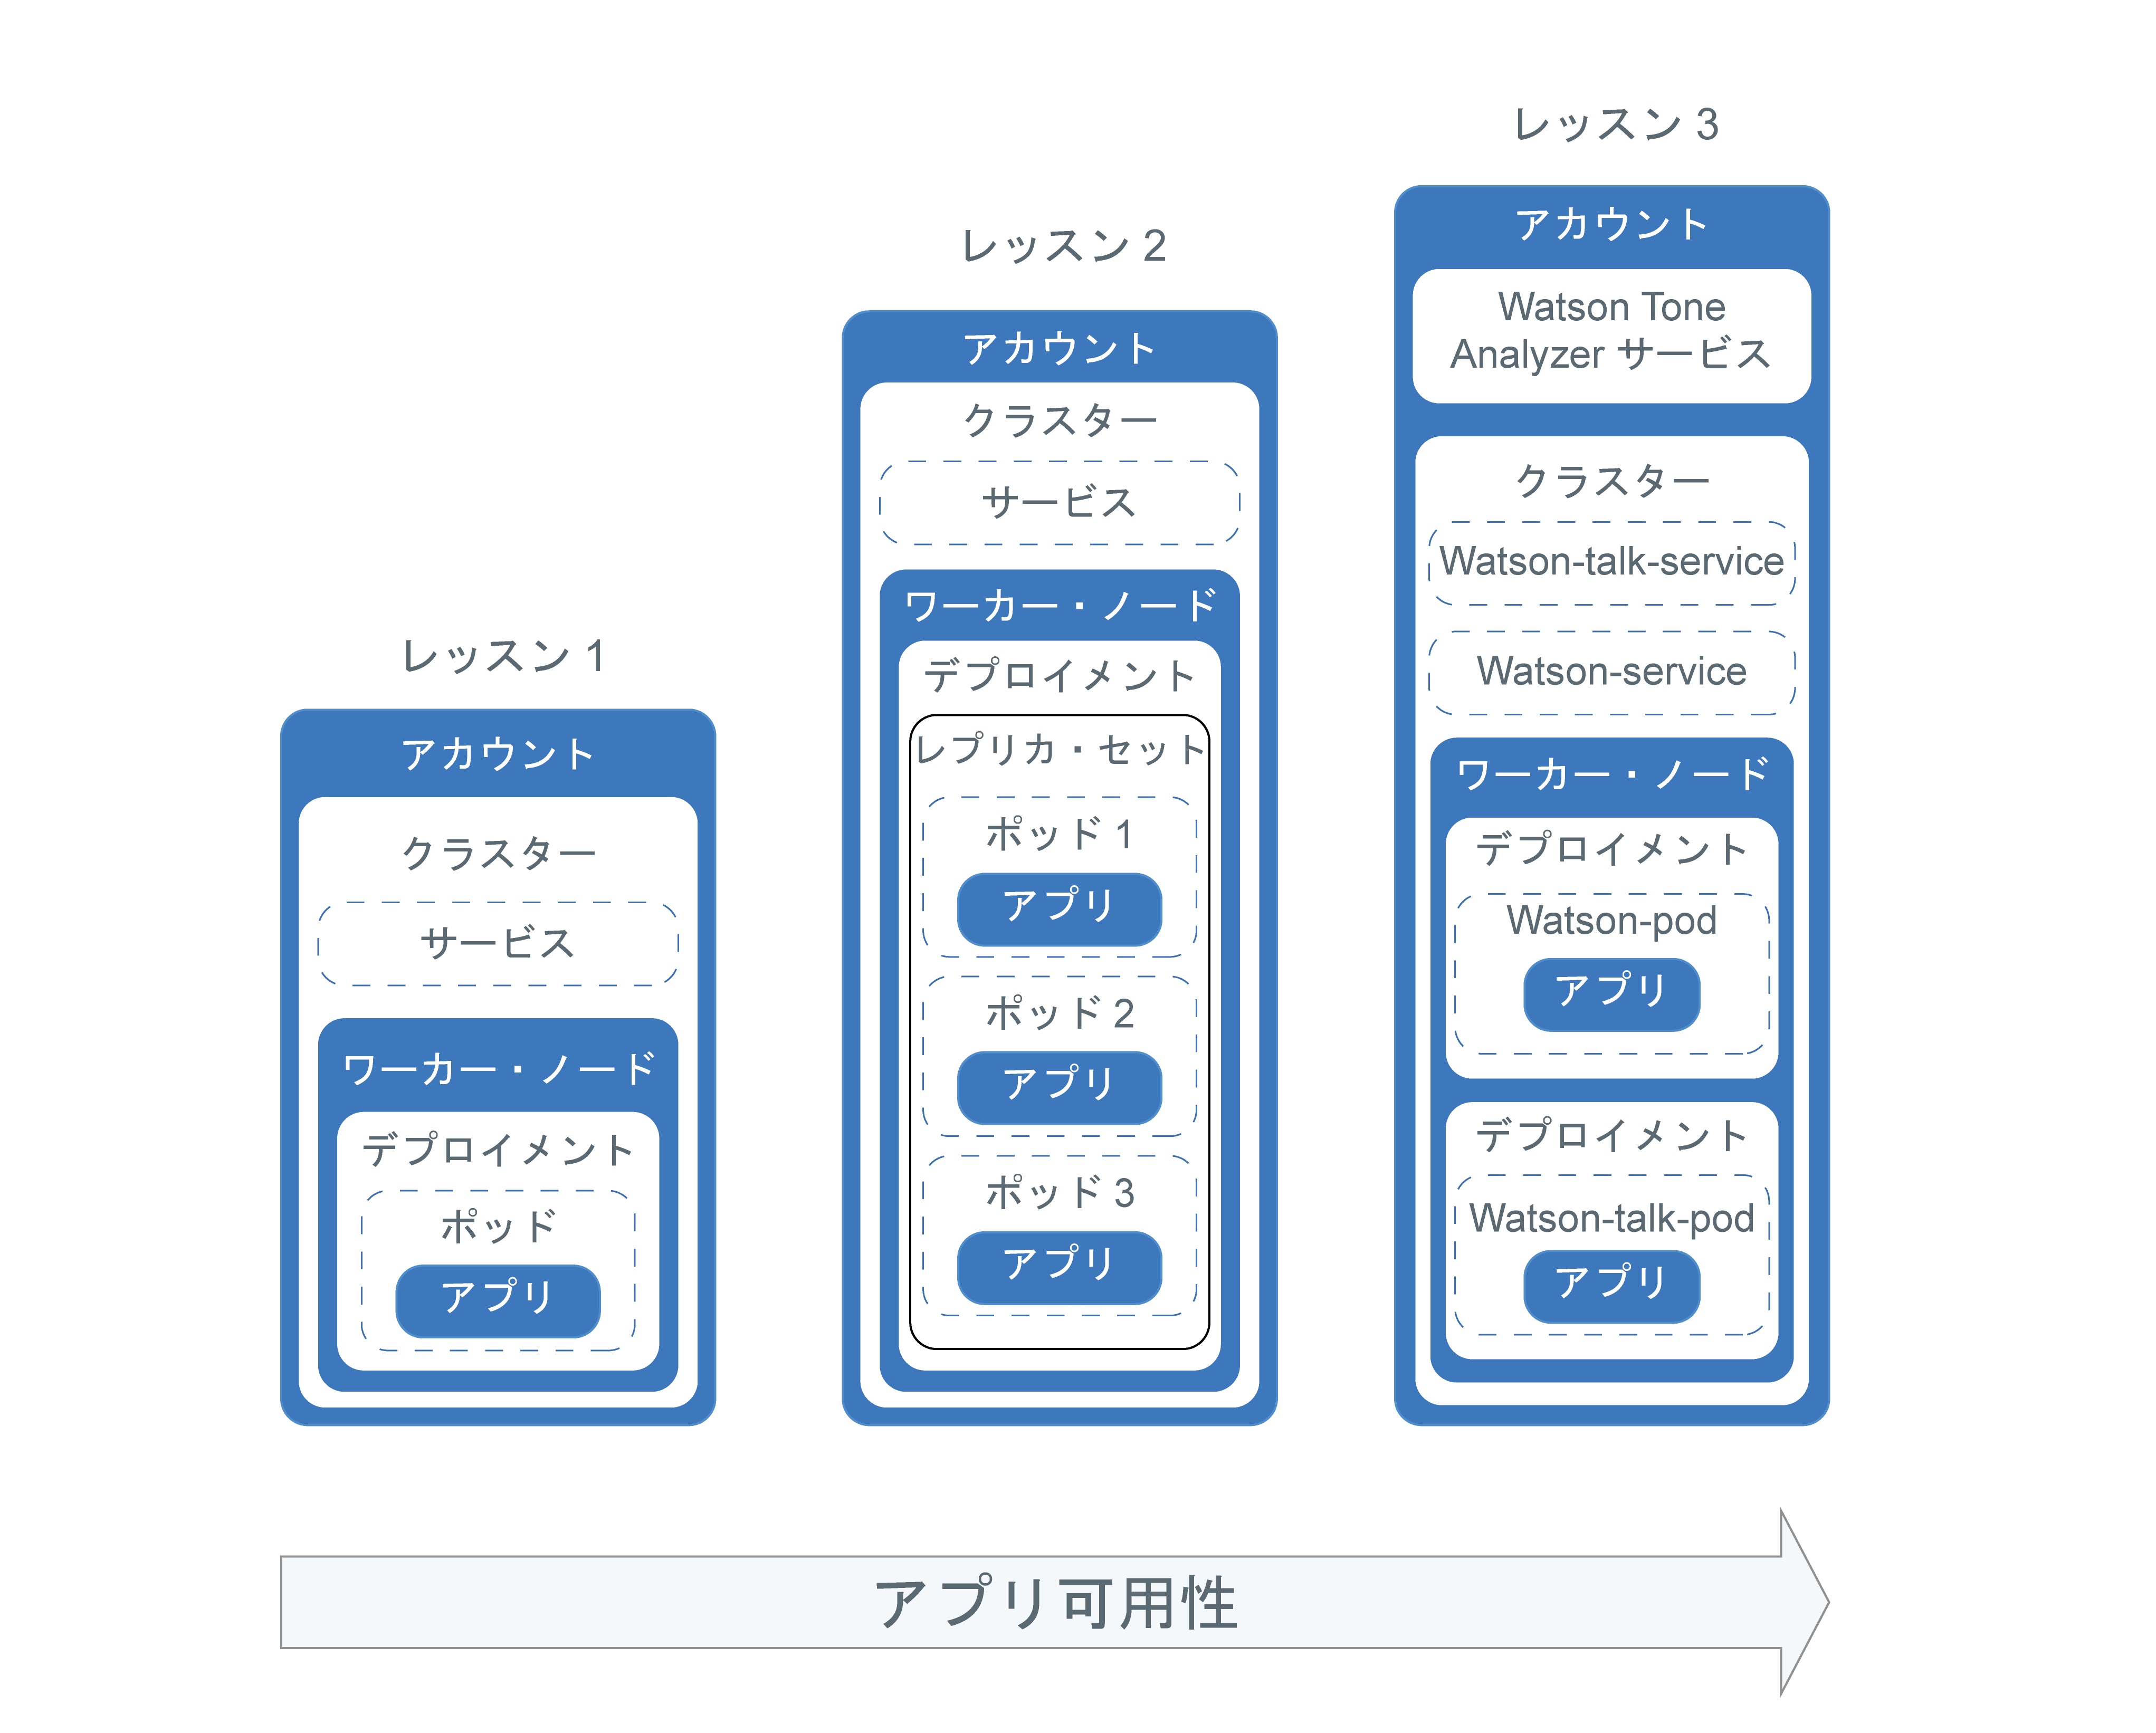 レッスン 1
アカウント
クラスター
サービス
ワーカー・ノード
デプロイメント
ポッド
アプリ
レッスン 2
アカウント
クラスター
サービス
ワーカー・ノード
デプロイメント
レプリカ・セット
ポッド 1
アプリ
ポッド 2
アプリ
ポッド 3
アプリ
レッスン 3
アカウント
Watson Tone
Analyzer サービス
クラスター
Watson-talk-service
Watson-service
ワーカー・ノード
デプロイメント
Watson-pod
アプリ
デプロイメント
Watson-talk-pod
アプリ
アプリ可用性